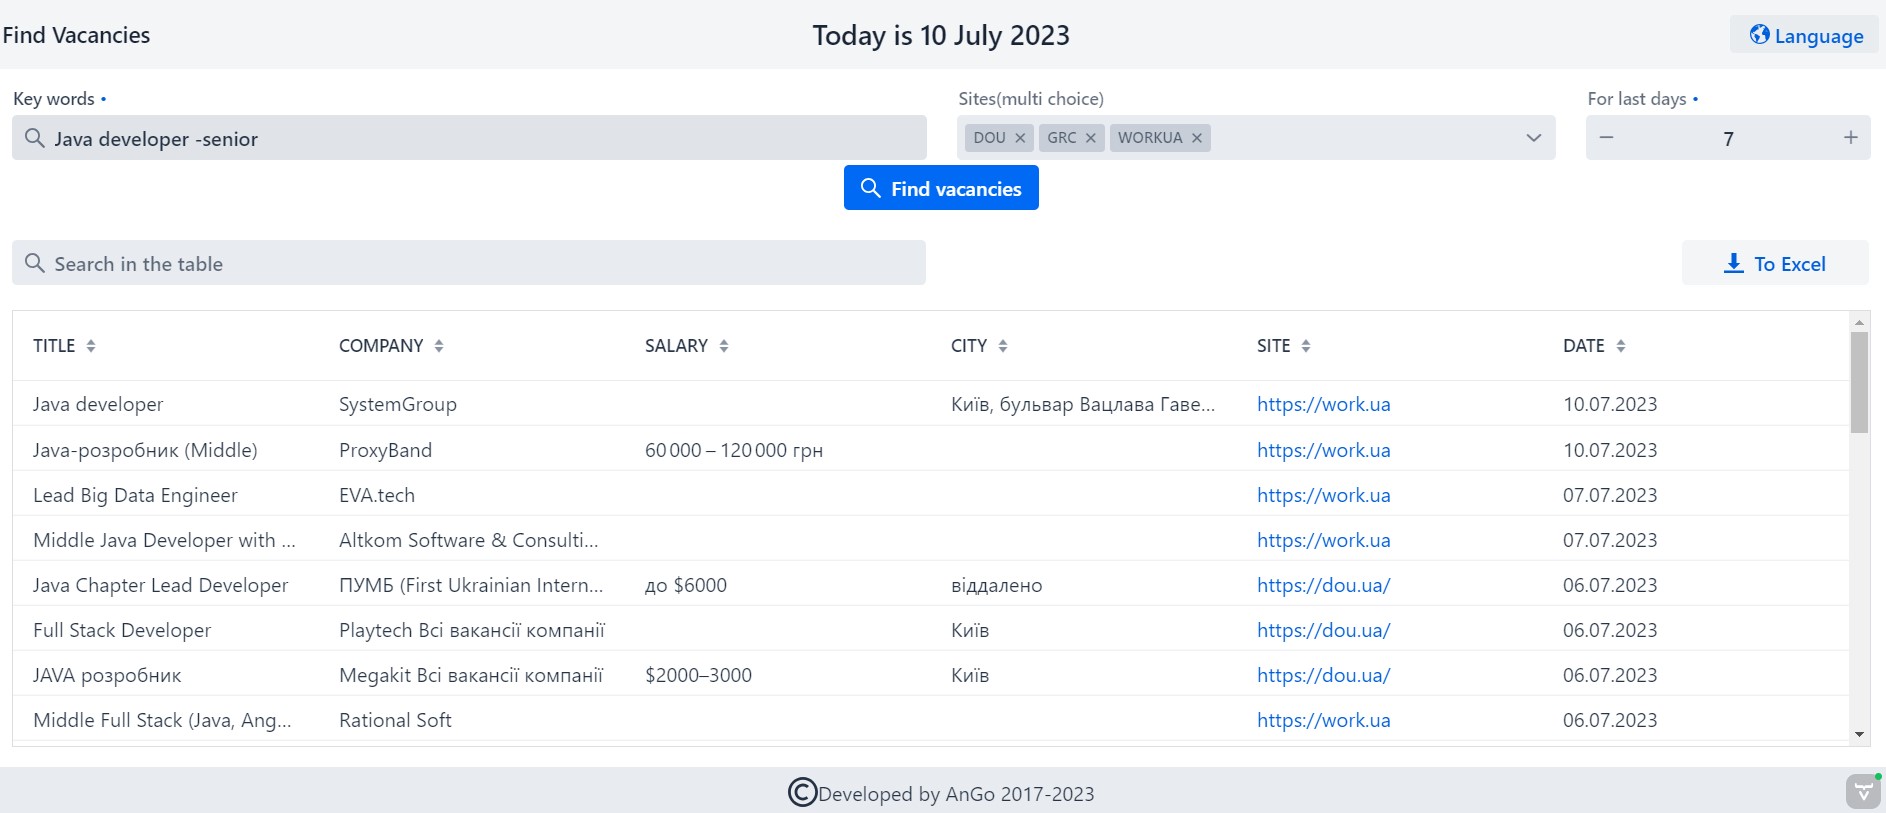 Find Vacancies Today is 10 July 2023 Language
Key words • Sites(multi choice) For last days •
Java developer -senior DOU × GRC × WORKUA × − 7 +
Find vacancies
Search in the table To Excel
TITLE COMPANY SALARY CITY SITE DATE
Java developer SystemGroup Київ, бульвар Вацлава Гаве... https://work.ua 10.07.2023
Java-розробник (Middle) ProxyBand 60 000 – 120 000 грн https://work.ua 10.07.2023
Lead Big Data Engineer EVA.tech https://work.ua 07.07.2023
Middle Java Developer with ... Altkom Software & Consulti... https://work.ua 07.07.2023
Java Chapter Lead Developer ПУМБ (First Ukrainian Intern... до $6000 віддалено https://dou.ua/ 06.07.2023
Full Stack Developer Playtech Всі вакансії компанії Київ https://dou.ua/ 06.07.2023
JAVA розробник Megakit Всі вакансії компанії $2000–3000 Київ https://dou.ua/ 06.07.2023
Middle Full Stack (Java, Ang... Rational Soft https://work.ua 06.07.2023
©Developed by AnGo 2017-2023